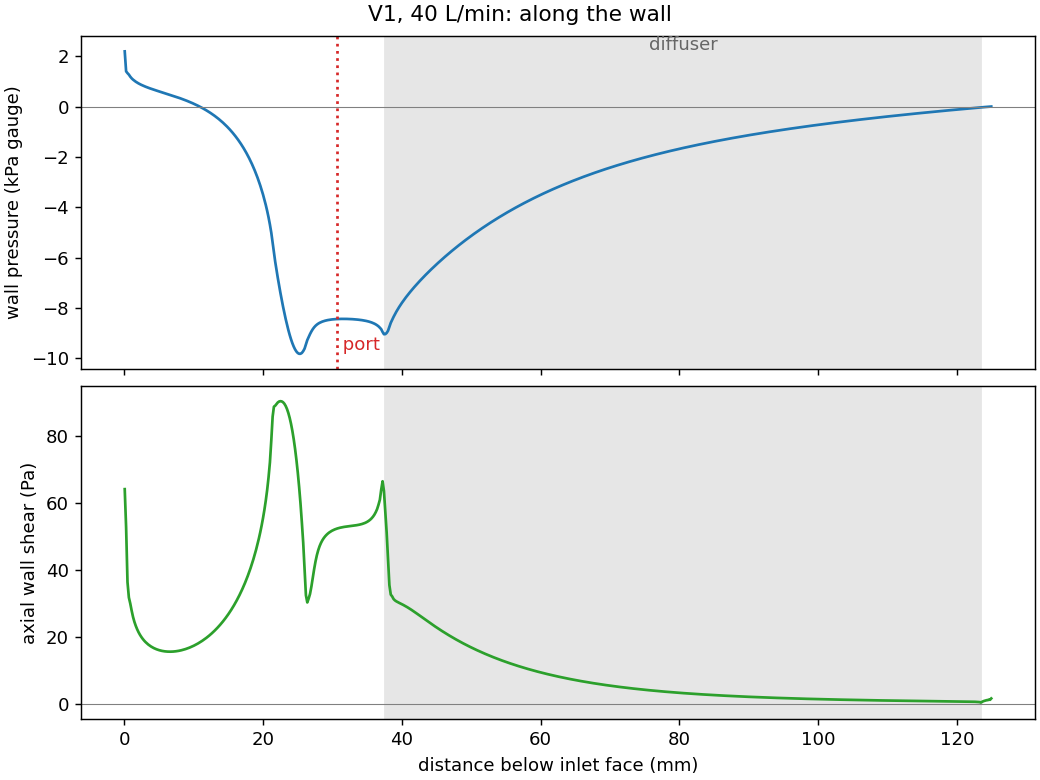 V1, 40 L/min: along the wall
diffuser
wall pressure (kPa gauge)
2
0
−2
−4
−6
−8
−10
port
axial wall shear (Pa)
80
60
40
20
0
0 20 40 60 80 100 120
distance below inlet face (mm)